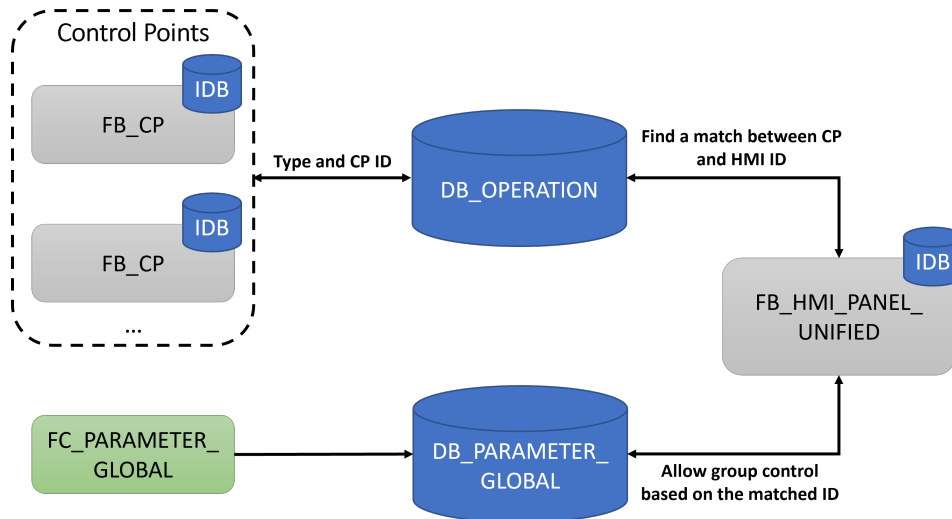 Control Points
IDB
FB_CP
IDB
FB_CP
...
Type and CP ID
DB_OPERATION
Find a match between CP
and HMI ID
IDB
FB_HMI_PANEL_
UNIFIED
FC_PARAMETER_
GLOBAL
DB_PARAMETER_
GLOBAL
Allow group control
based on the matched ID